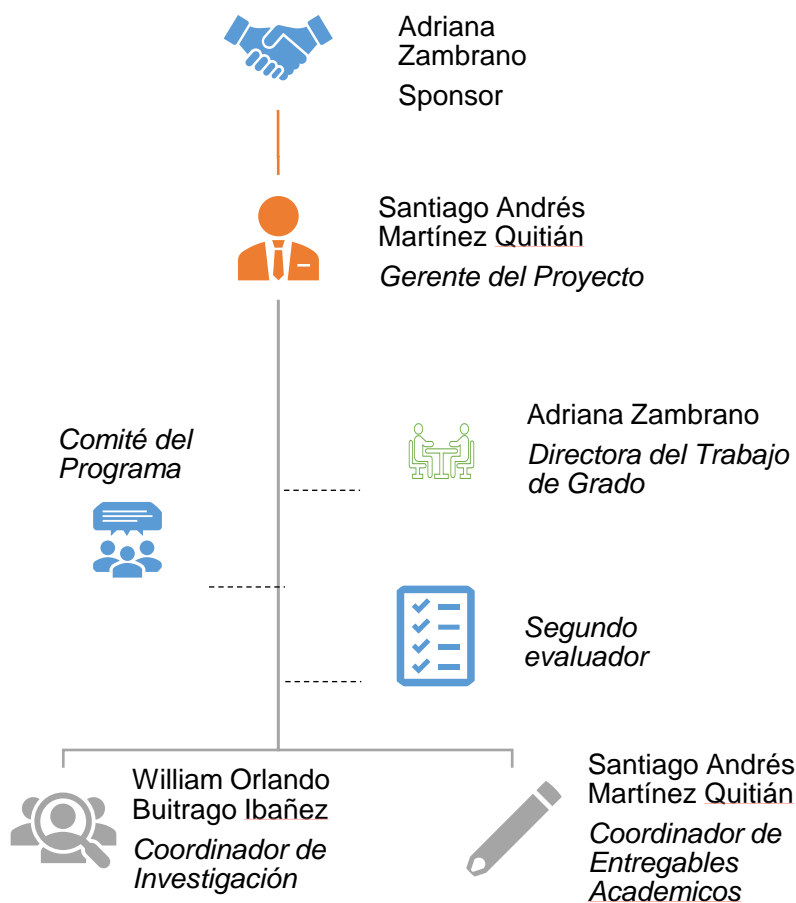 Adriana
Zambrano
Sponsor
Santiago Andrés
Martínez Quitián
Gerente del Proyecto
Comité del
Programa
Adriana Zambrano
Directora del Trabajo
de Grado
Segundo
evaluador
William Orlando
Buitrago Ibañez
Coordinador de
Investigación
Santiago Andrés
Martínez Quitián
Coordinador de
Entregables
Academicos